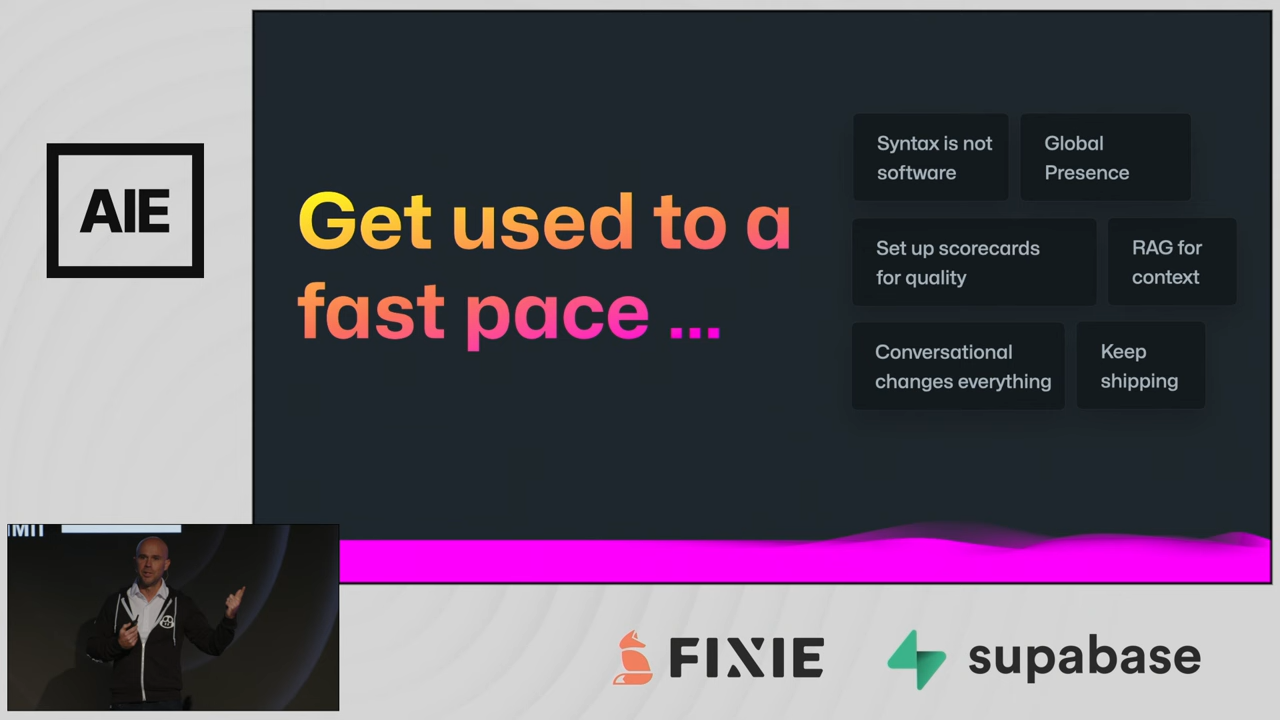 AIE
Get used to a
fast pace ...
Syntax is not
software
Global
Presence
Set up scorecards
for quality
RAG for
context
Conversational
changes everything
Keep
shipping
FIXIE
supabase